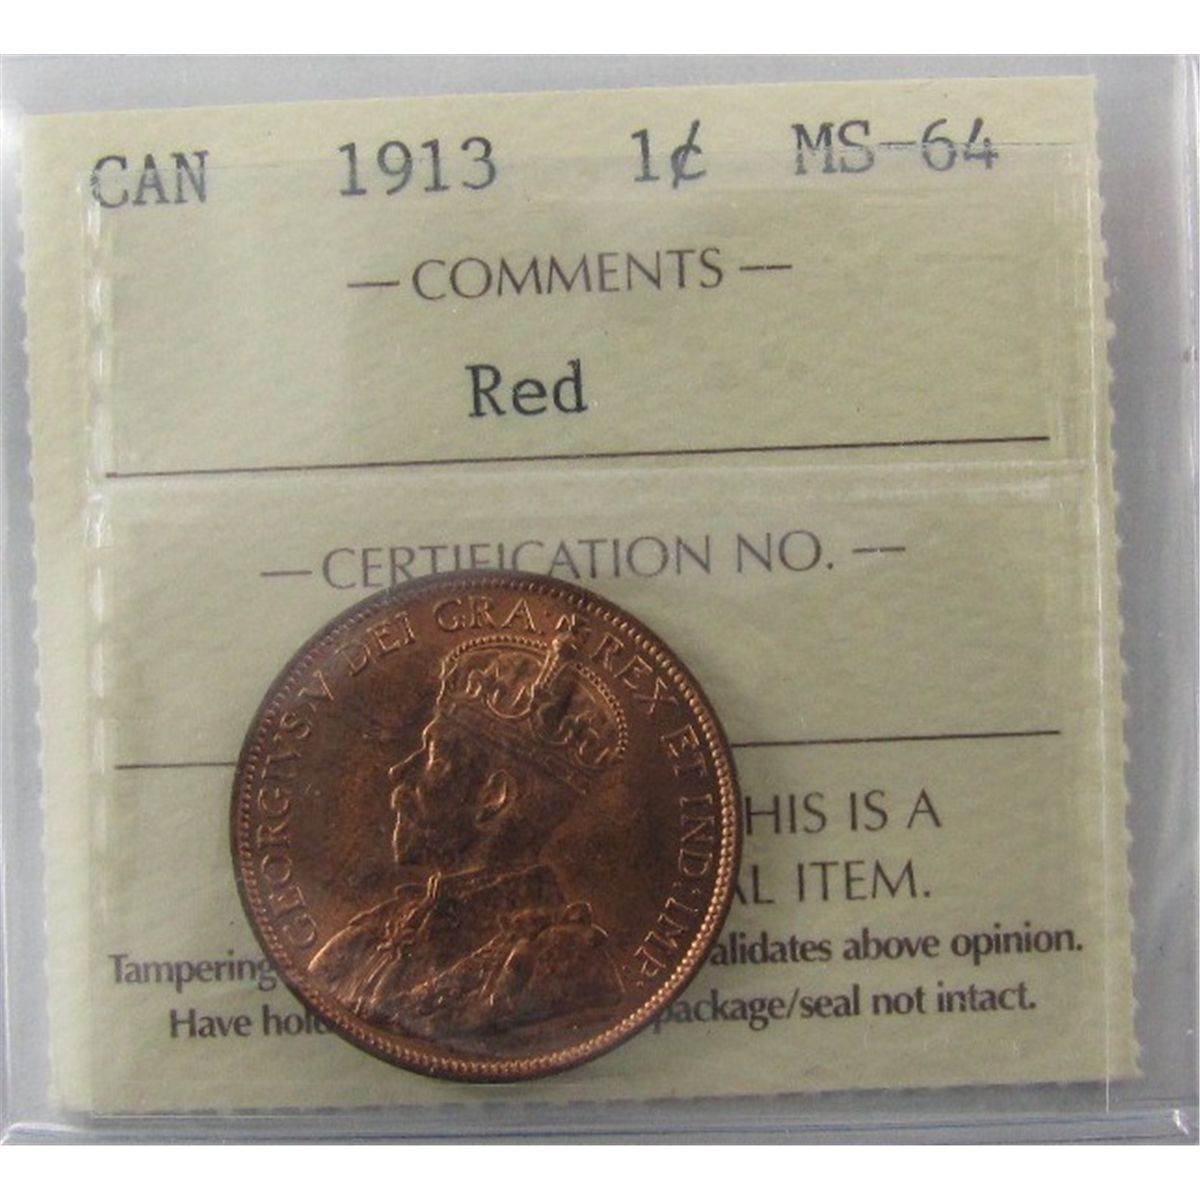 CAN 1913 1¢ MS-64
— COMMENTS —
Red
— CERTIFICATION NO. —
GEORGIVS V DEI GRA: REX ET IND:IMP:
HIS IS A
AL ITEM.
Tampering alidates above opinion.
Have hol package/seal not intact.